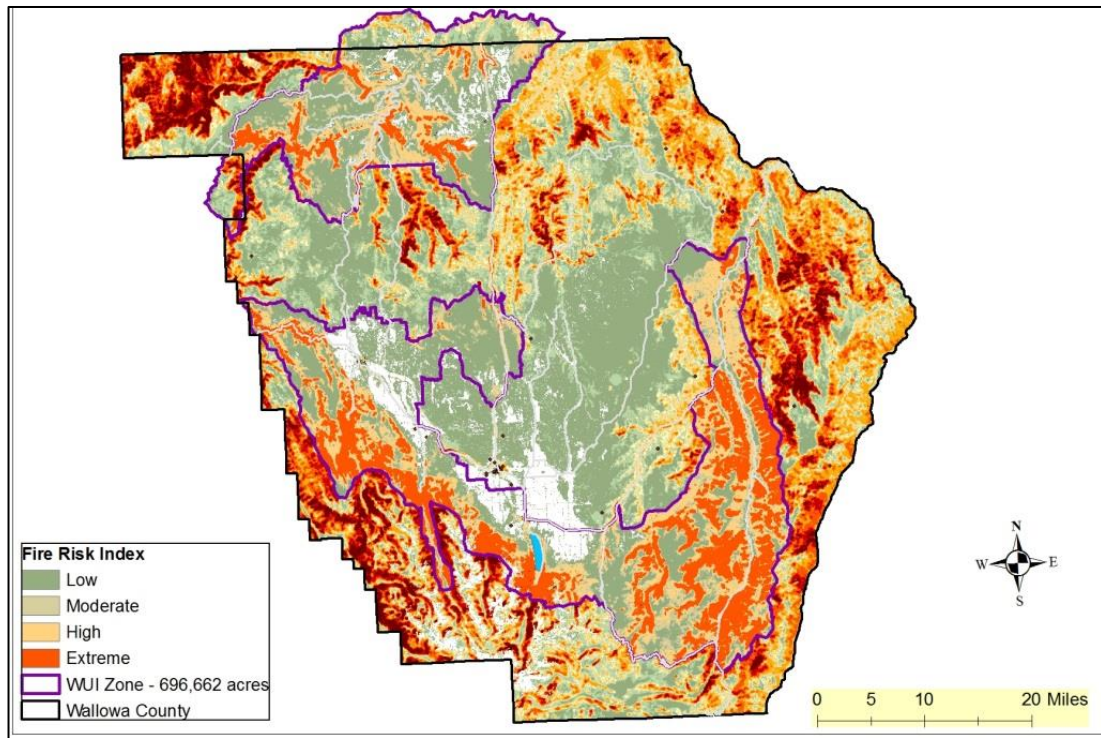 Fire Risk Index
Low
Moderate
High
Extreme
WUI Zone - 696,662 acres
Wallowa County
N
W
E
S
0 5 10 20 Miles